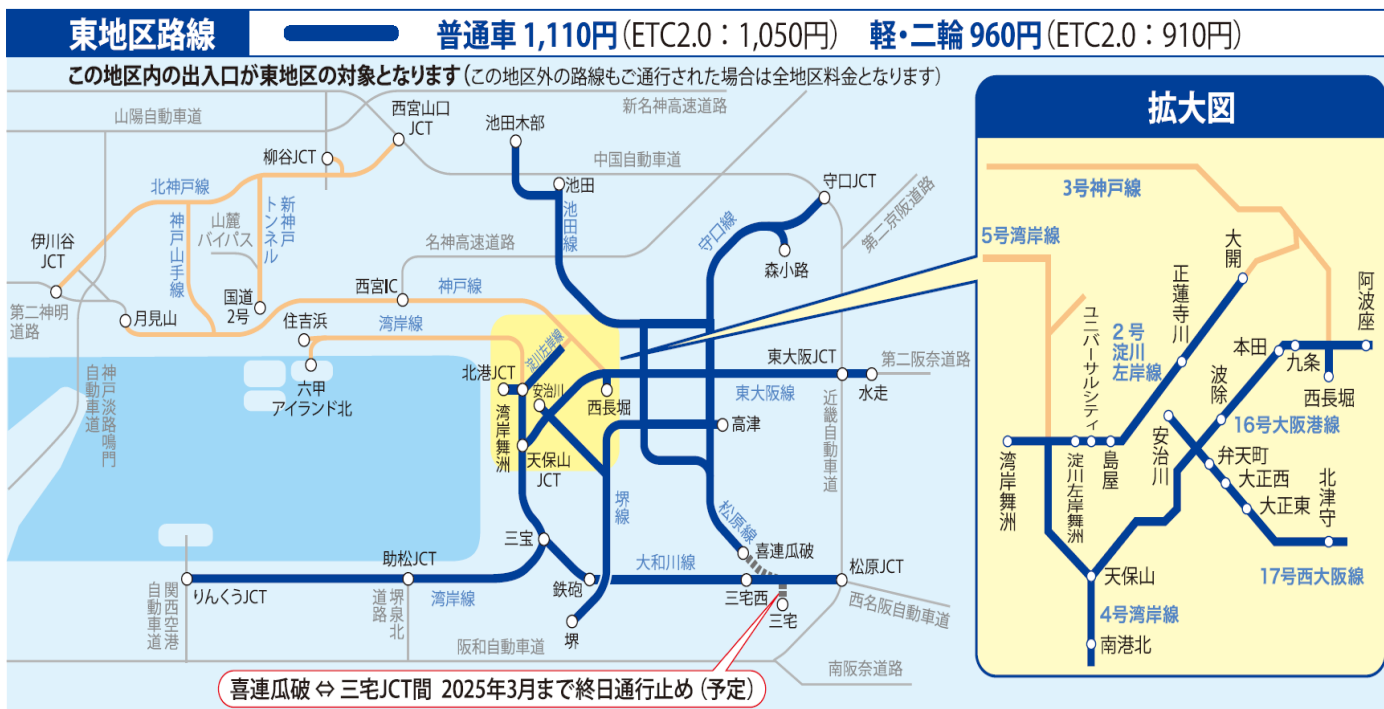 東地区路線
普通車 1,110円(ETC2.0：1,050円) 軽・二輪 960円(ETC2.0：910円)
この地区内の出入口が東地区の対象となります(この地区外の路線もご通行された場合は全地区料金となります)
山陽自動車道
西宮山口
JCT
新名神高速道路
池田木部
柳谷JCT
中国自動車道
池田
守口JCT
第二京阪道路
北神戸線
新神戸
トンネル
山麓
バイパス
神戸山手線
池田線
守口線
名神高速道路
森小路
伊川谷
JCT
第二神明
道路
月見山
国道
2号
西宮IC
神戸線
住吉浜
湾岸線
六甲
アイランド北
神戸淡路鳴門
自動車道
淀川左岸線
北港JCT
安治川
湾岸舞洲
西長堀
天保山
JCT
東大阪JCT
第二阪奈道路
東大阪線
水走
高津
近畿自動車道
堺線
松原線
三宝
喜連瓜破
助松JCT
大和川線
松原JCT
りんくうJCT
湾岸線
鉄砲
三宅西
三宅
西名阪自動車道
関西空港
自動車道
堺泉北
道路
堺
阪和自動車道
南阪奈道路
喜連瓜破 ⇔ 三宅JCT間 2025年3月まで終日通行止め (予定)
拡大図
3号神戸線
5号湾岸線
大開
正蓮寺川
阿波座
ユニバーサルシティ
2号
淀川
左岸線
本田
九条
波除
西長堀
16号大阪港線
湾岸舞洲
淀川左岸舞洲
島屋
安治川
弁天町
大正西
大正東
北津守
天保山
17号西大阪線
4号湾岸線
南港北